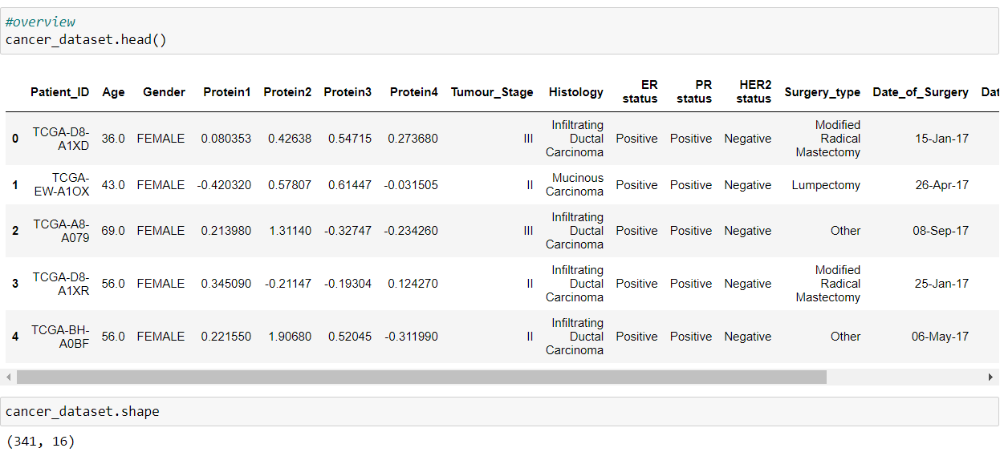 #overview
cancer_dataset.head()
Patient_ID Age Gender Protein1 Protein2 Protein3 Protein4 Tumour_Stage Histology ER status PR status HER2 status Surgery_type Date_of_Surgery Dat
0 TCGA-D8-A1XD 36.0 FEMALE 0.080353 0.42638 0.54715 0.273680 III Infiltrating Ductal Carcinoma Positive Positive Negative Modified Radical Mastectomy 15-Jan-17
1 TCGA-EW-A1OX 43.0 FEMALE -0.420320 0.57807 0.61447 -0.031505 II Mucinous Carcinoma Positive Positive Negative Lumpectomy 26-Apr-17
2 TCGA-A8-A079 69.0 FEMALE 0.213980 1.31140 -0.32747 -0.234260 III Infiltrating Ductal Carcinoma Positive Positive Negative Other 08-Sep-17
3 TCGA-D8-A1XR 56.0 FEMALE 0.345090 -0.21147 -0.19304 0.124270 II Infiltrating Ductal Carcinoma Positive Positive Negative Modified Radical Mastectomy 25-Jan-17
4 TCGA-BH-A0BF 56.0 FEMALE 0.221550 1.90680 0.52045 -0.311990 II Infiltrating Ductal Carcinoma Positive Positive Negative Other 06-May-17
cancer_dataset.shape
(341, 16)